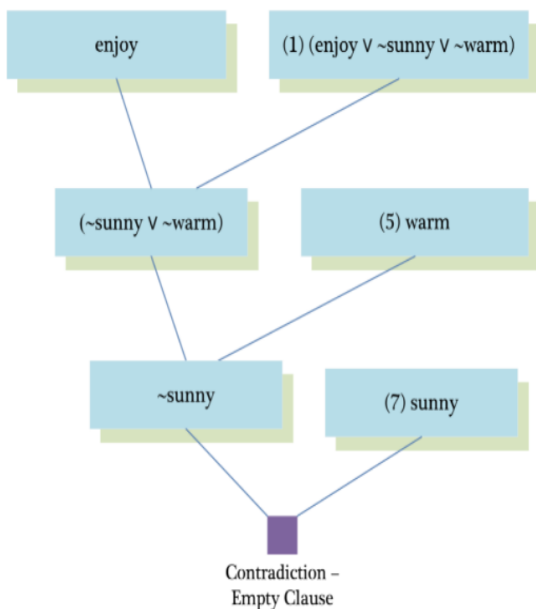 enjoy
(1) (enjoy V ~sunny V ~warm)
(~sunny V ~warm)
(5) warm
~sunny
(7) sunny
Contradiction –
Empty Clause